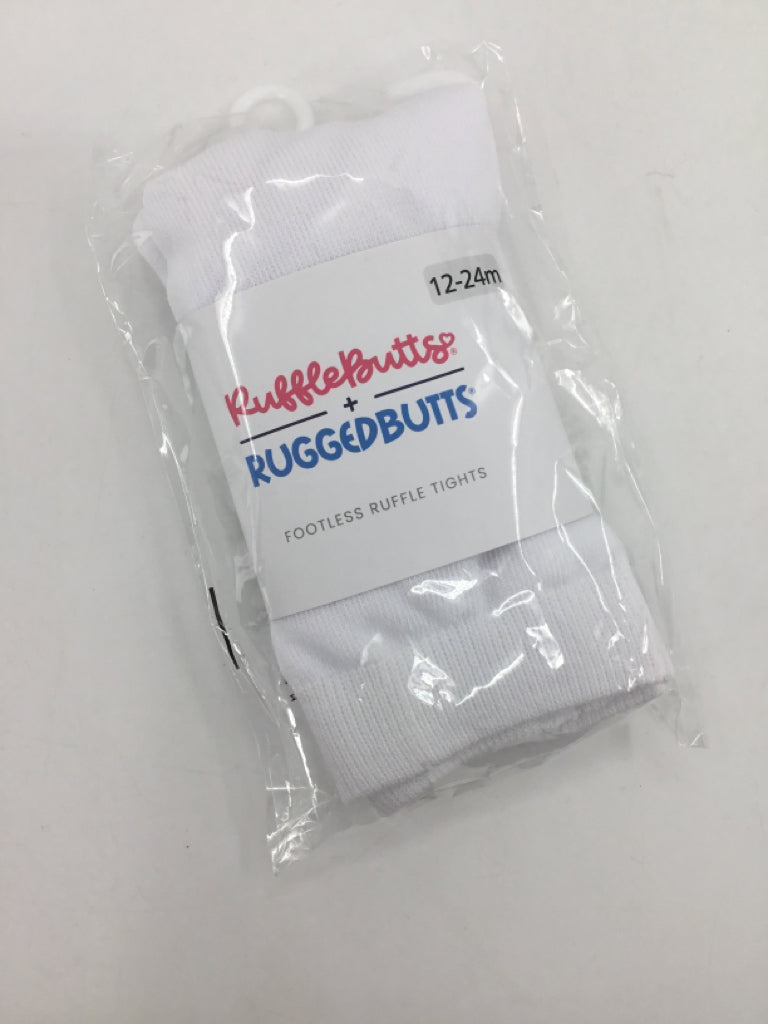 12-24m
RuffleButts®
+
RUGGEDBUTTS®
FOOTLESS RUFFLE TIGHTS